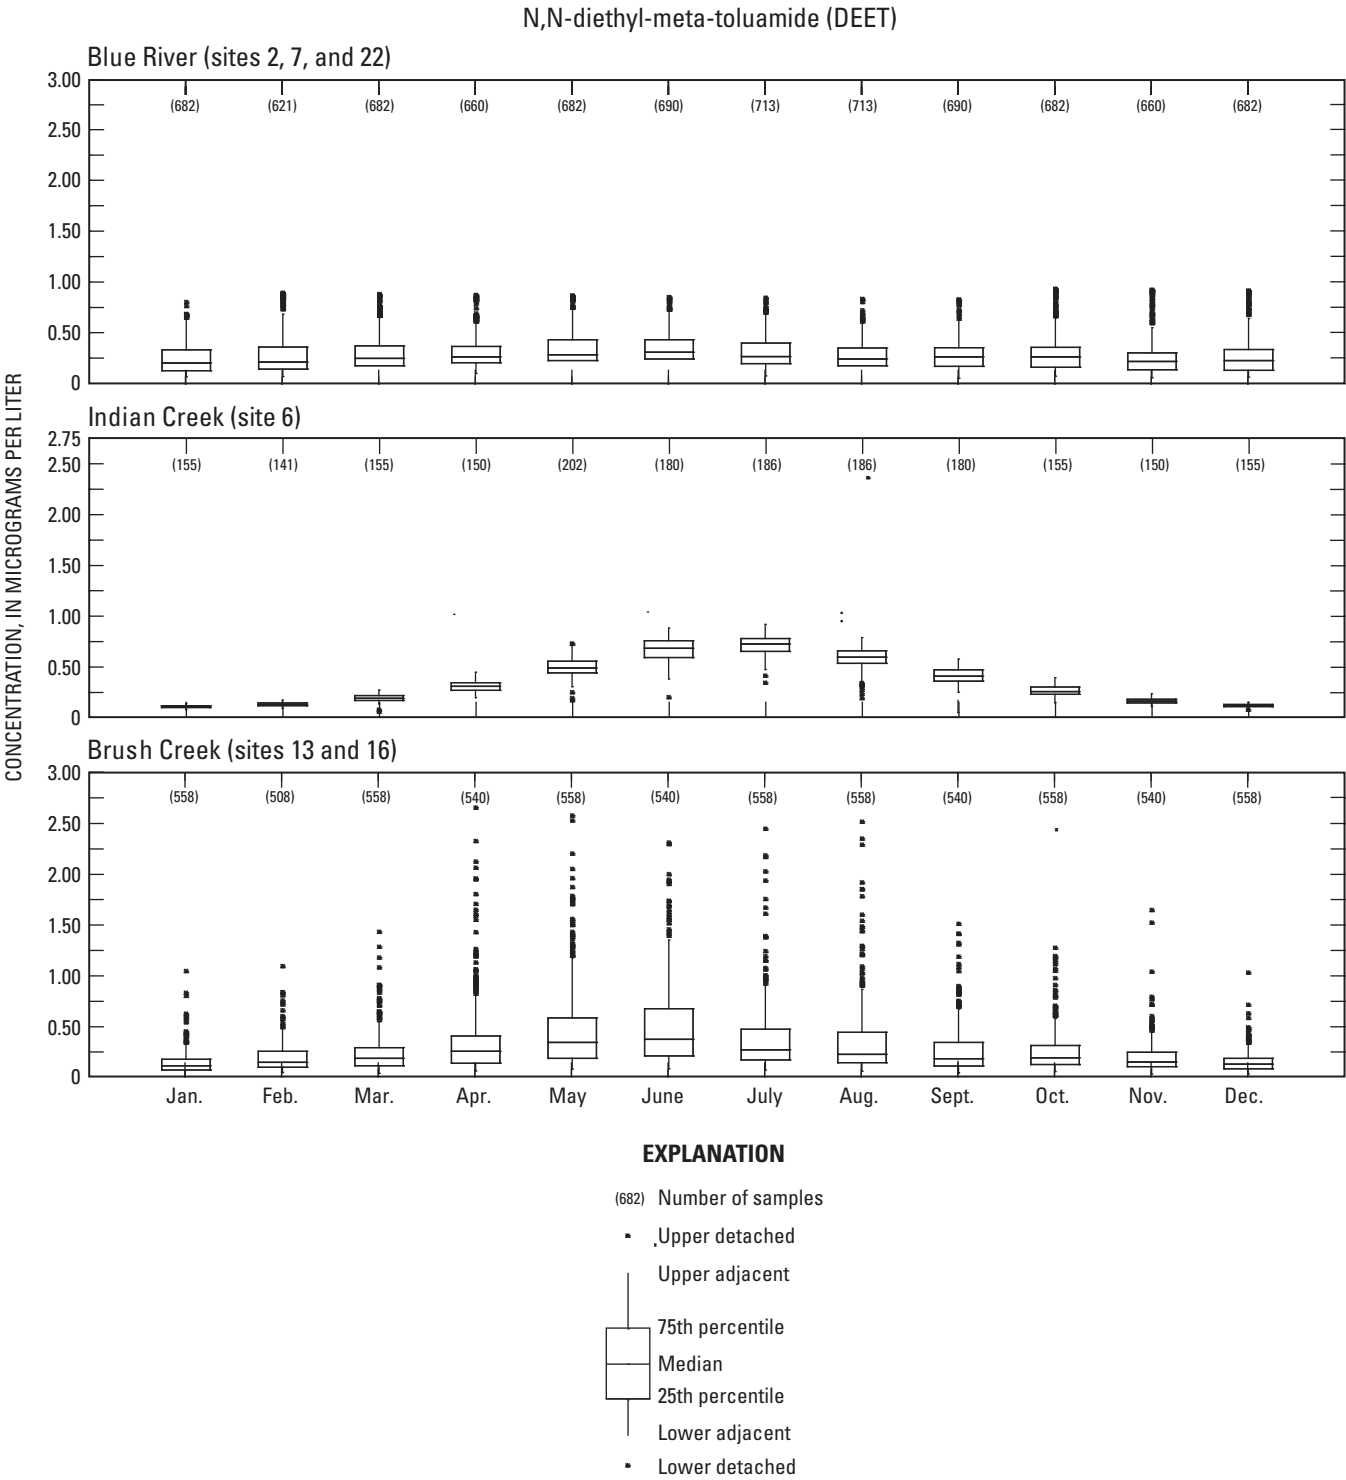 N,N-diethyl-meta-toluamide (DEET)
Blue River (sites 2, 7, and 22)
3.00
(682) (621) (682) (660) (682) (690) (713) (713) (690) (682) (660) (682)
2.50
2.00
1.50
1.00
0.50
0
CONCENTRATION, IN MICROGRAMS PER LITER
Indian Creek (site 6)
2.75
2.50 (155) (141) (155) (150) (202) (180) (186) (186) (180) (155) (150) (155)
2.00
1.50
1.00
0.50
0
Brush Creek (sites 13 and 16)
3.00
(558) (508) (558) (540) (558) (540) (558) (558) (540) (558) (540) (558)
2.50
2.00
1.50
1.00
0.50
0
Jan. Feb. Mar. Apr. May June July Aug. Sept. Oct. Nov. Dec.
EXPLANATION
(682) Number of samples
Upper detached
Upper adjacent
75th percentile
Median
25th percentile
Lower adjacent
Lower detached